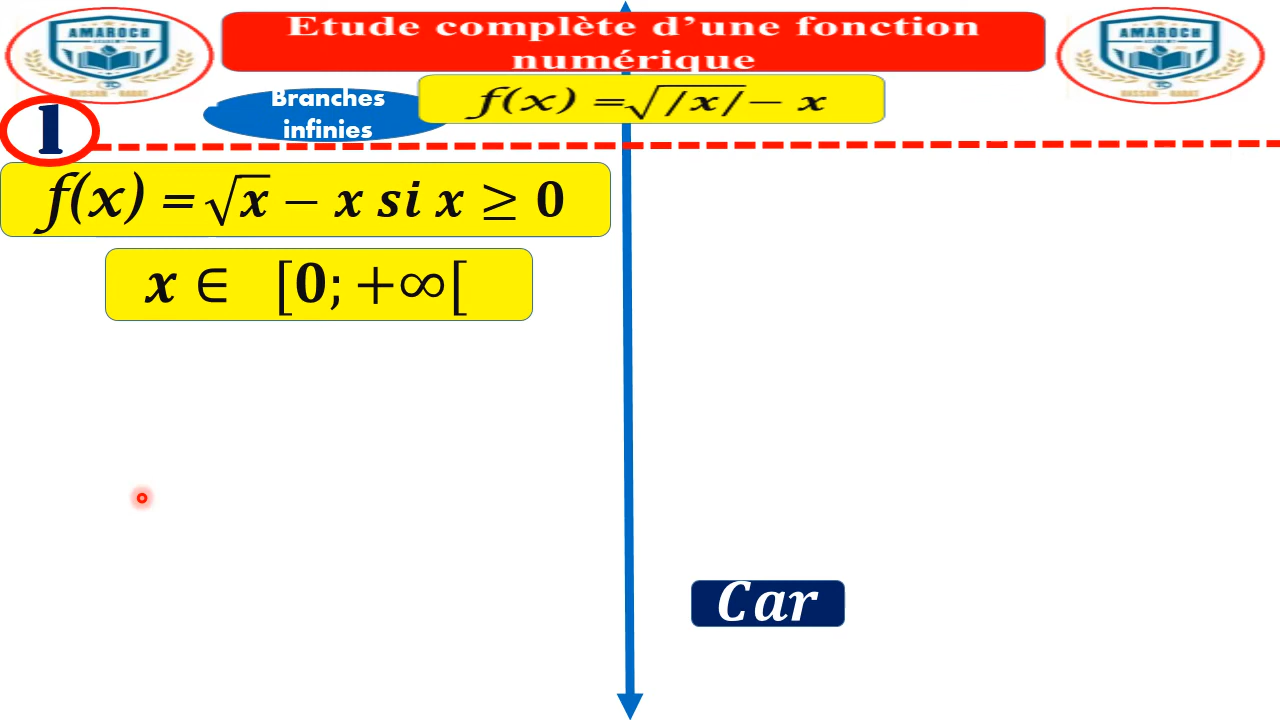 Etude complète d'une fonction
numérique
AMAROCH
AMAROCH
Branches
infinies
f(x) =√|x| − x
1
f(x) = √x − x si x ≥ 0
x ∈ [0; +∞[
Car